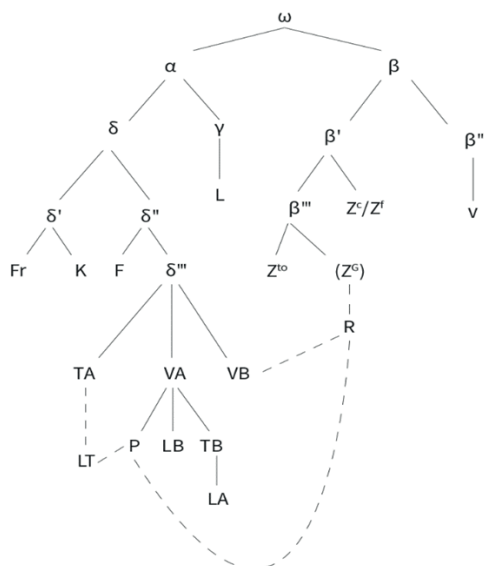 ω
α β
δ γ β' β"
L
δ' δ" β''' Zᶜ/Zᶠ v
Fr K F δ''' Zᵗᵒ (Zᴳ)
R
TA VA VB
LT P LB TB
LA